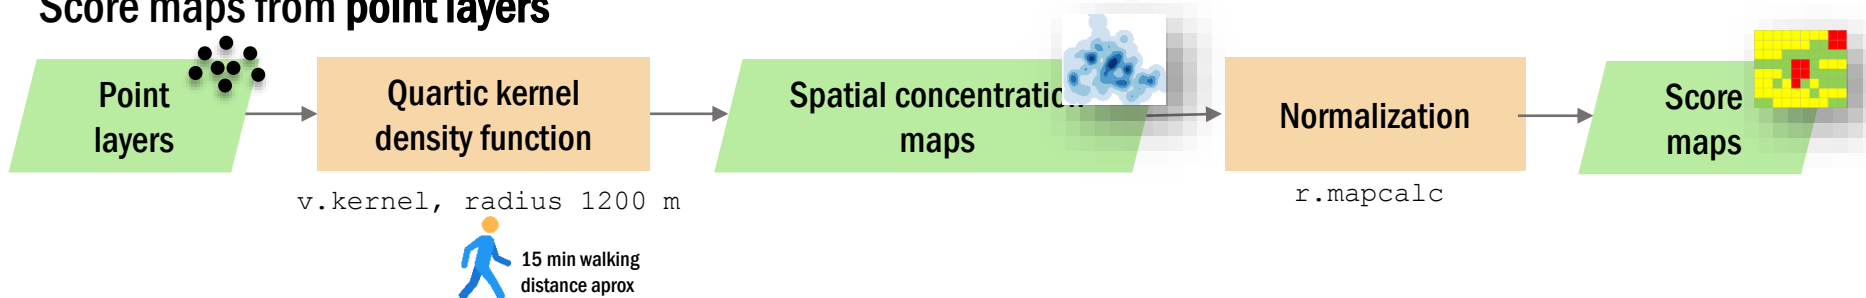 Score maps from point layers
Point
layers
Quartic kernel
density function
v.kernel, radius 1200 m
15 min walking
distance aprox
Spatial concentration
maps
Normalization
r.mapcalc
Score
maps